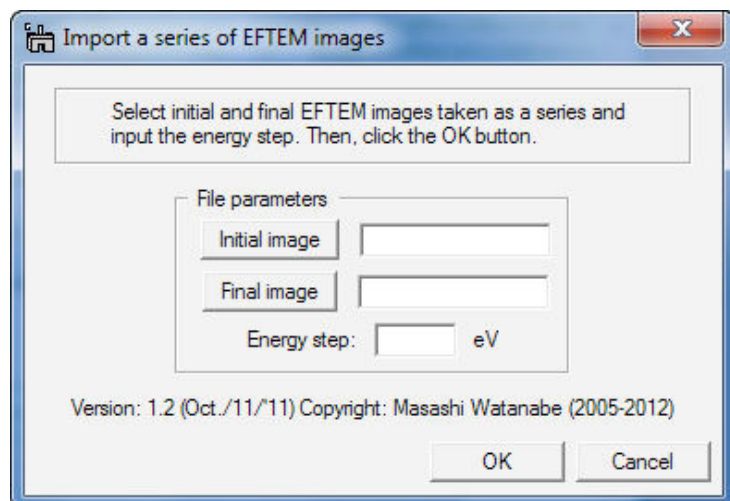 Import a series of EFTEM images
Select initial and final EFTEM images taken as a series and
input the energy step. Then, click the OK button.
File parameters
Initial image
Final image
Energy step: eV
Version: 1.2 (Oct./11/'11) Copyright: Masashi Watanabe (2005-2012)
OK Cancel